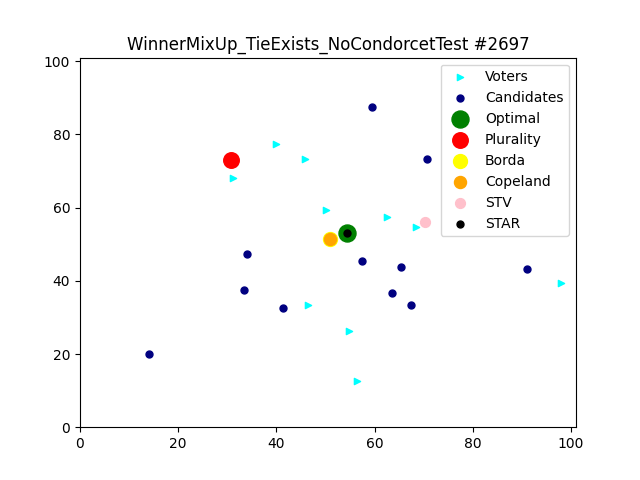 WinnerMixUp_TieExists_NoCondorcetTest #2697
100
80
60
40
20
0
0
20
40
60
80
100
Voters
Candidates
Optimal
Plurality
Borda
Copeland
STV
STAR